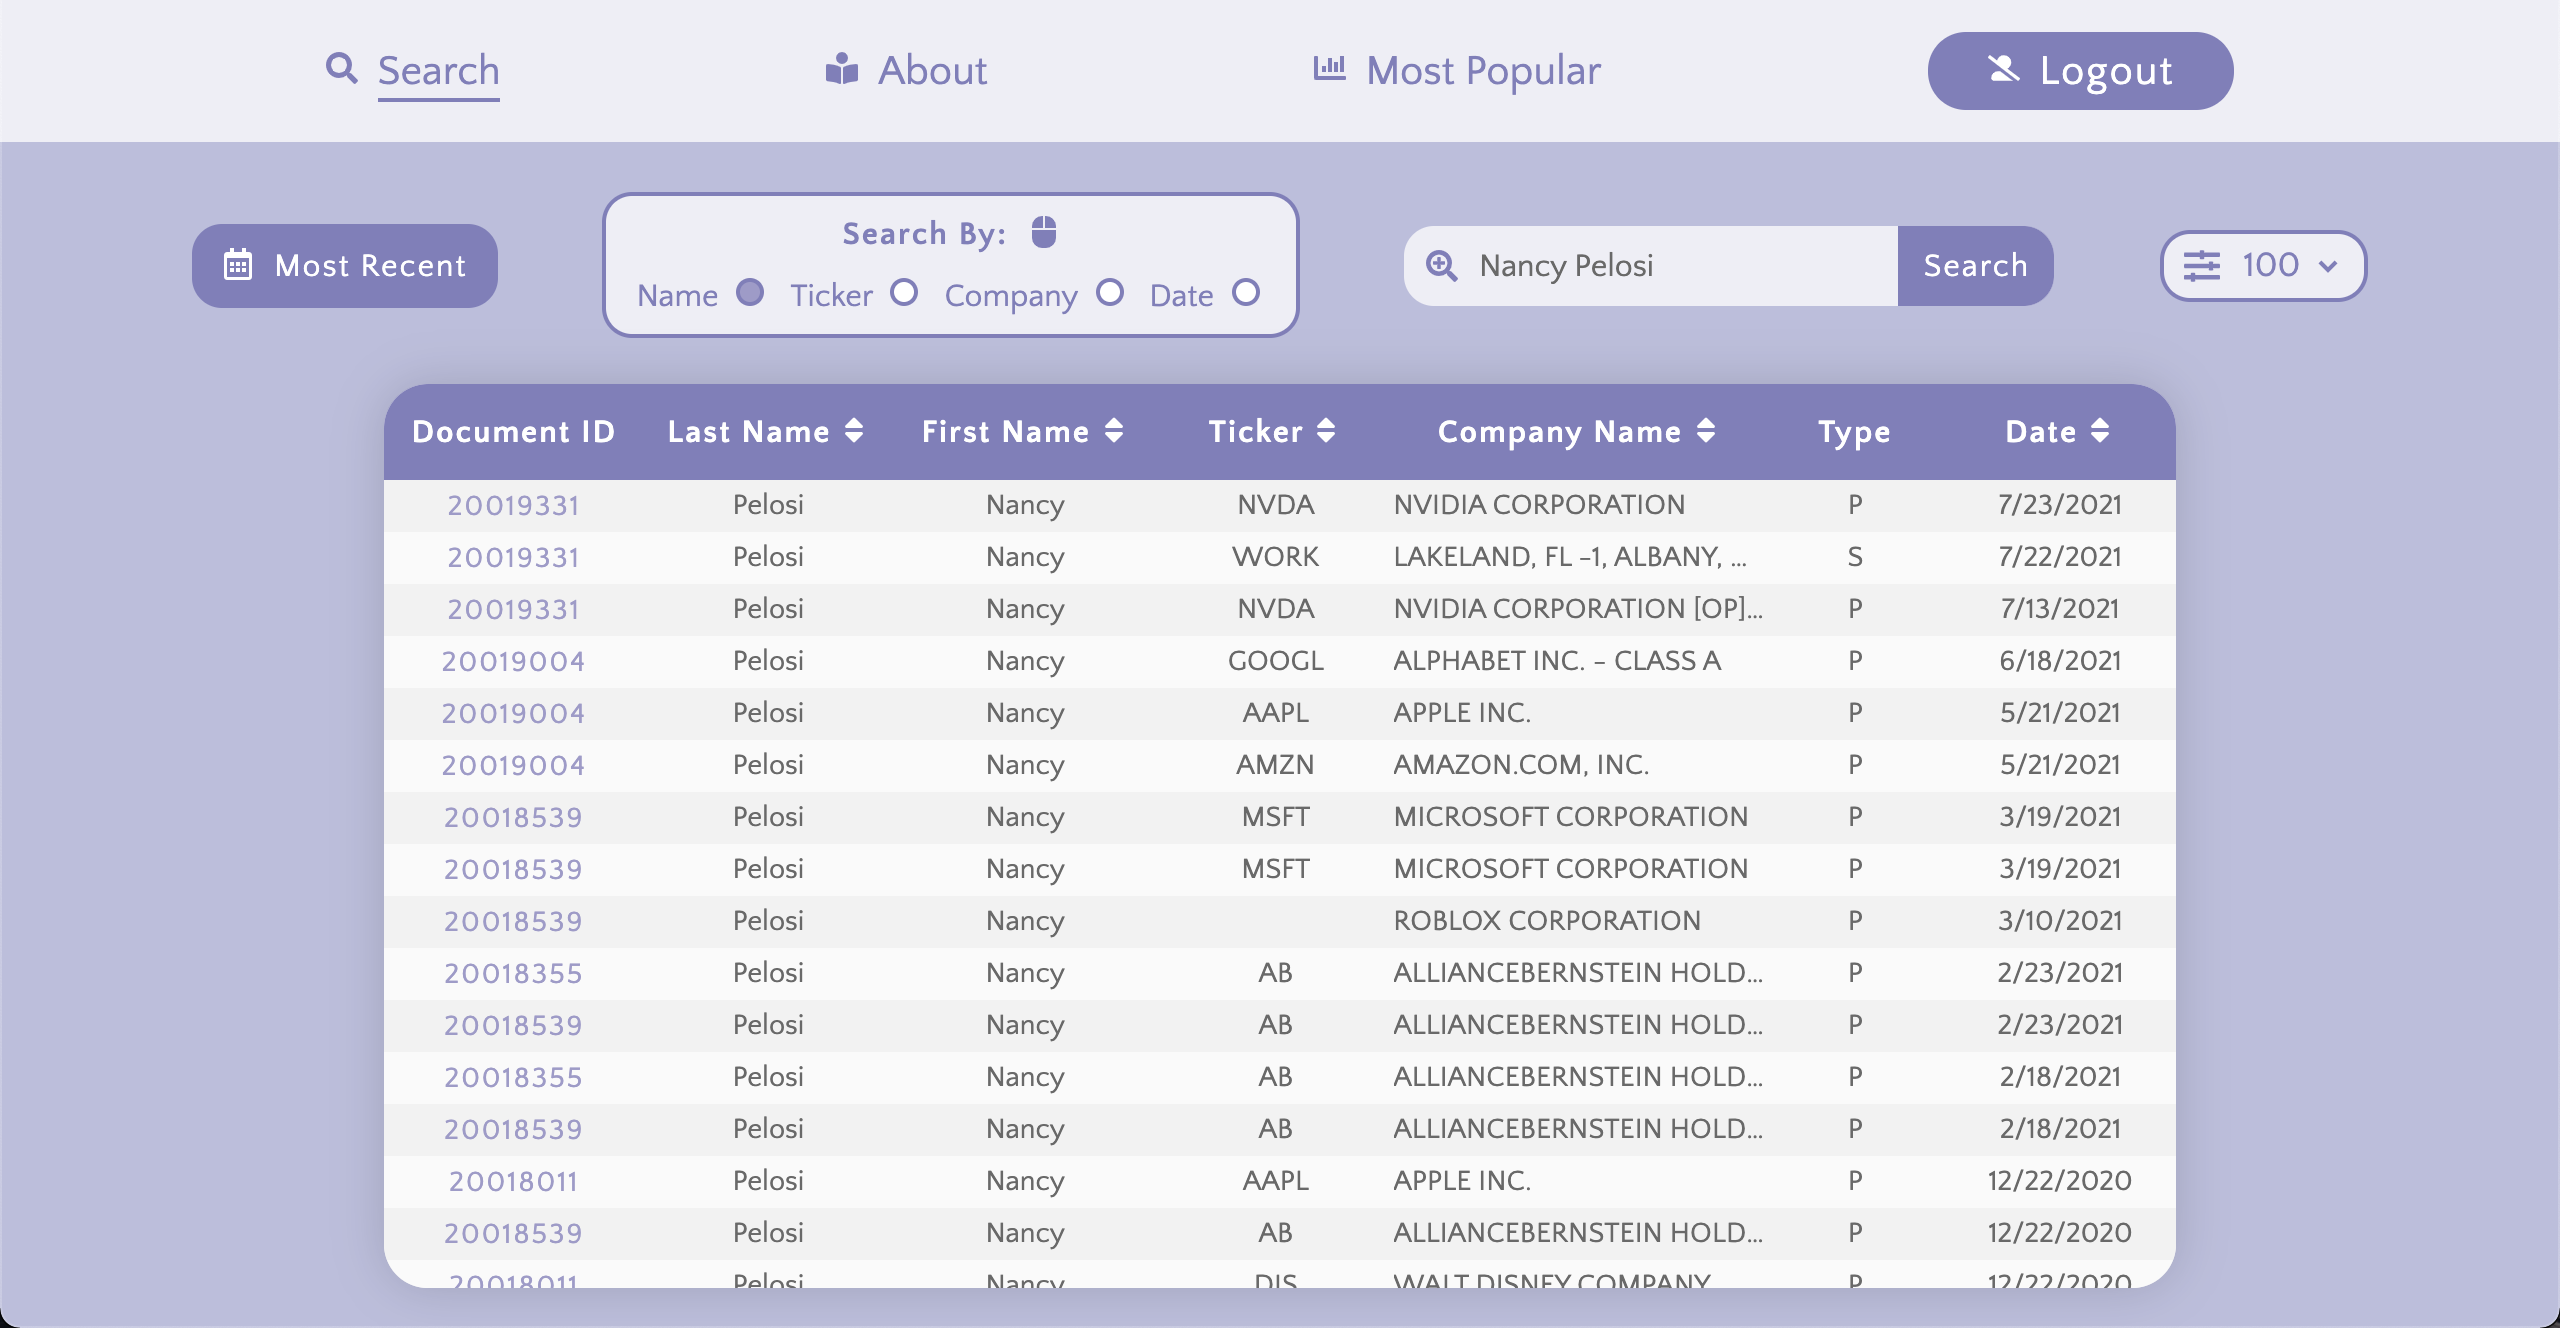 Search About Most Popular Logout
Most Recent
Search By:
Name Ticker Company Date
Nancy Pelosi Search 100
Document ID Last Name First Name Ticker Company Name Type Date
20019331 Pelosi Nancy NVDA NVIDIA CORPORATION P 7/23/2021
20019331 Pelosi Nancy WORK LAKELAND, FL -1, ALBANY, ... S 7/22/2021
20019331 Pelosi Nancy NVDA NVIDIA CORPORATION [OP]... P 7/13/2021
20019004 Pelosi Nancy GOOGL ALPHABET INC. - CLASS A P 6/18/2021
20019004 Pelosi Nancy AAPL APPLE INC. P 5/21/2021
20019004 Pelosi Nancy AMZN AMAZON.COM, INC. P 5/21/2021
20018539 Pelosi Nancy MSFT MICROSOFT CORPORATION P 3/19/2021
20018539 Pelosi Nancy MSFT MICROSOFT CORPORATION P 3/19/2021
20018539 Pelosi Nancy ROBLOX CORPORATION P 3/10/2021
20018355 Pelosi Nancy AB ALLIANCEBERNSTEIN HOLD... P 2/23/2021
20018539 Pelosi Nancy AB ALLIANCEBERNSTEIN HOLD... P 2/23/2021
20018355 Pelosi Nancy AB ALLIANCEBERNSTEIN HOLD... P 2/18/2021
20018539 Pelosi Nancy AB ALLIANCEBERNSTEIN HOLD... P 2/18/2021
20018011 Pelosi Nancy AAPL APPLE INC. P 12/22/2020
20018539 Pelosi Nancy AB ALLIANCEBERNSTEIN HOLD... P 12/22/2020
20018011 Pelosi Nancy DIS WALT DISNEY COMPANY P 12/22/2020